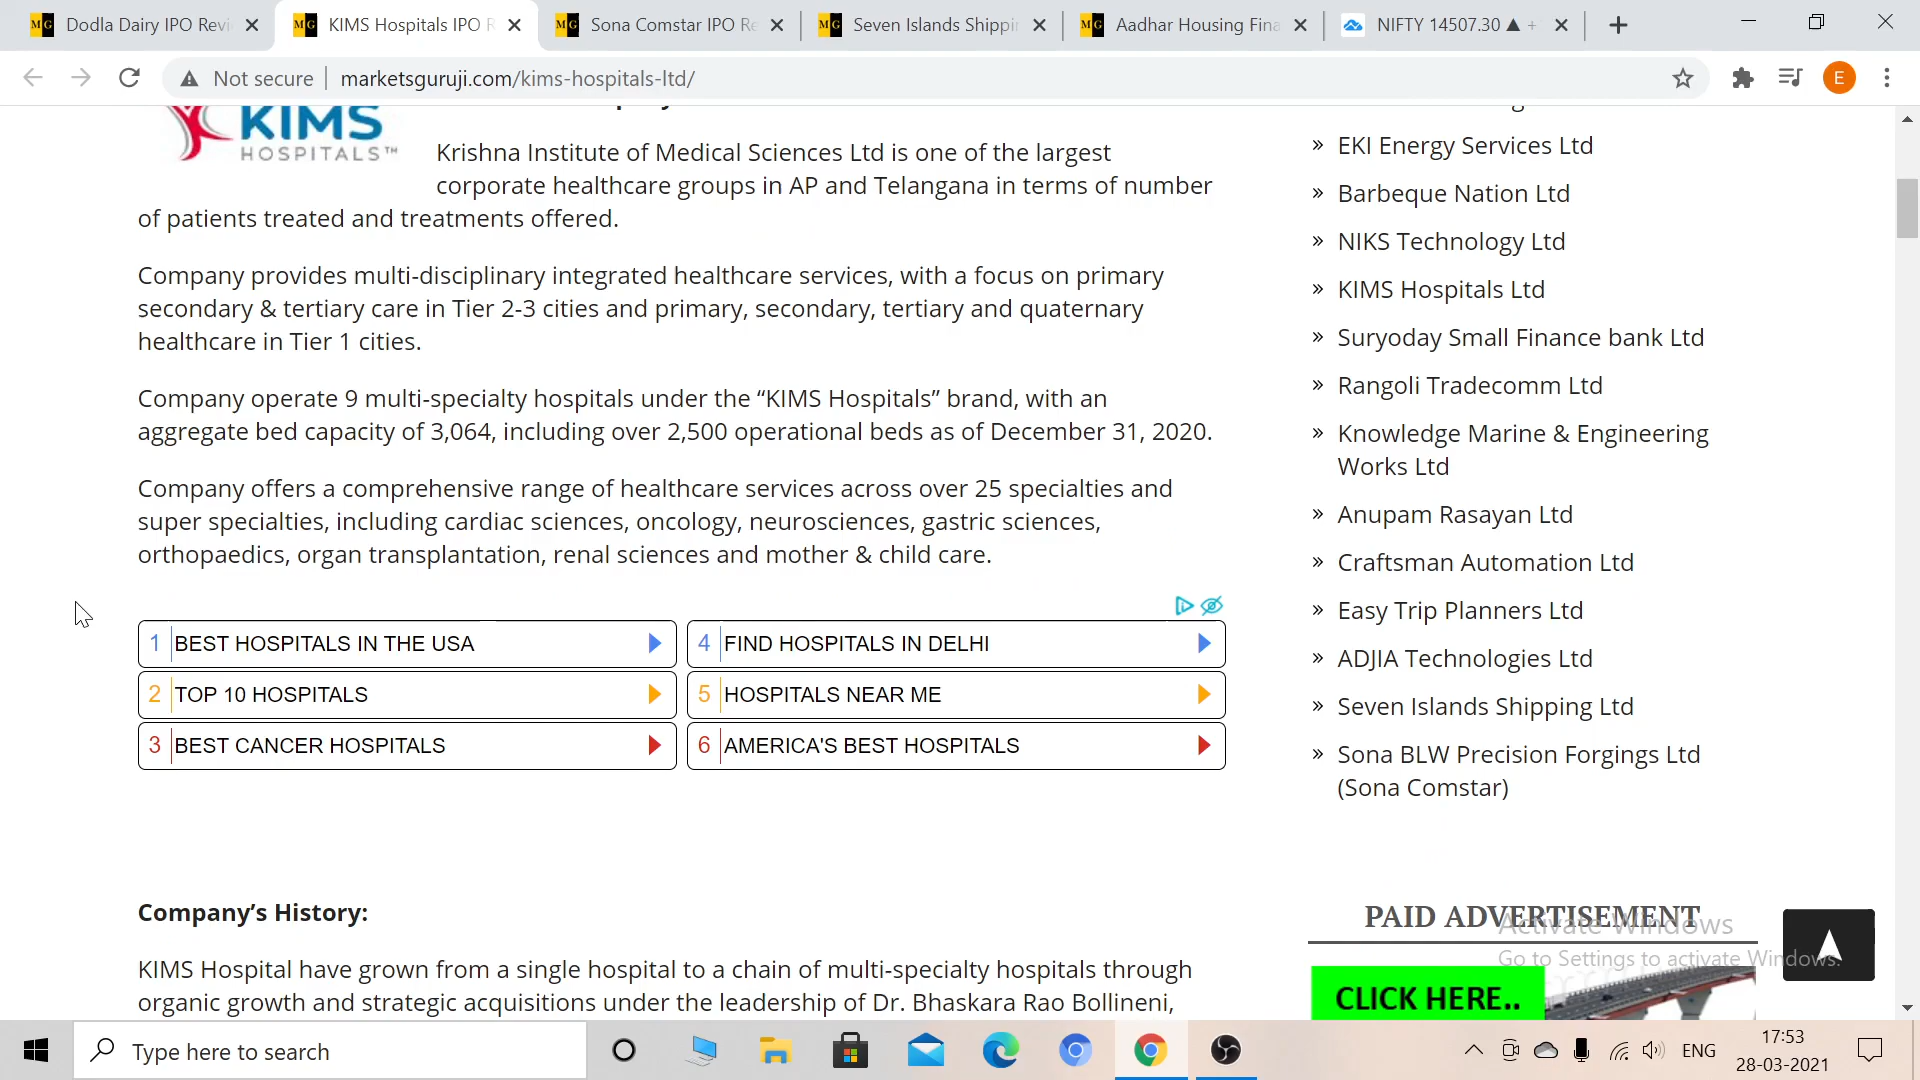 Dodla Dairy IPO Revi
KIMS Hospitals IPO R
Sona Comstar IPO Re
Seven Islands Shippin
Aadhar Housing Fina
NIFTY 14507.30 ▲ +
Not secure
marketsguruji.com/kims-hospitals-ltd/
E
KIMS
HOSPITALS™
Krishna Institute of Medical Sciences Ltd is one of the largest
corporate healthcare groups in AP and Telangana in terms of number
of patients treated and treatments offered.
Company provides multi-disciplinary integrated healthcare services, with a focus on primary
secondary & tertiary care in Tier 2-3 cities and primary, secondary, tertiary and quaternary
healthcare in Tier 1 cities.
Company operate 9 multi-specialty hospitals under the “KIMS Hospitals” brand, with an
aggregate bed capacity of 3,064, including over 2,500 operational beds as of December 31, 2020.
Company offers a comprehensive range of healthcare services across over 25 specialties and
super specialties, including cardiac sciences, oncology, neurosciences, gastric sciences,
orthopaedics, organ transplantation, renal sciences and mother & child care.
1 BEST HOSPITALS IN THE USA
2 TOP 10 HOSPITALS
3 BEST CANCER HOSPITALS
4 FIND HOSPITALS IN DELHI
5 HOSPITALS NEAR ME
6 AMERICA'S BEST HOSPITALS
Company’s History:
KIMS Hospital have grown from a single hospital to a chain of multi-specialty hospitals through
organic growth and strategic acquisitions under the leadership of Dr. Bhaskara Rao Bollineni,
» EKI Energy Services Ltd
» Barbeque Nation Ltd
» NIKS Technology Ltd
» KIMS Hospitals Ltd
» Suryoday Small Finance bank Ltd
» Rangoli Tradecomm Ltd
» Knowledge Marine & Engineering
Works Ltd
» Anupam Rasayan Ltd
» Craftsman Automation Ltd
» Easy Trip Planners Ltd
» ADJIA Technologies Ltd
» Seven Islands Shipping Ltd
» Sona BLW Precision Forgings Ltd
(Sona Comstar)
PAID ADVERTISEMENT
CLICK HERE..
Activate Windows
Go to Settings to activate Windows.
Type here to search
ENG
17:53
28-03-2021